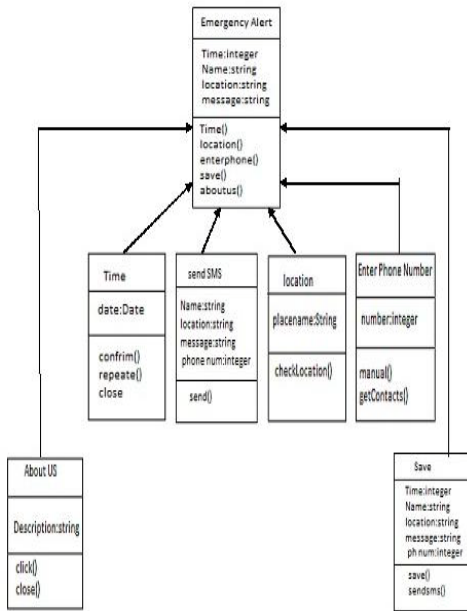 Emergency Alert
Time:integer
Name:string
location:string
message:string
Time()
location()
enterphone()
save()
aboutus()
Time
date:Date
confrim()
repeate()
close
send SMS
Name:string
location:string
message:string
phone num:integer
send()
location
placename:String
checkLocation()
Enter Phone Number
number:integer
manual()
getContacts()
About US
Description:string
click()
close()
Save
Time:integer
Name:string
location:string
message:string
ph num:integer
save()
sendsms()